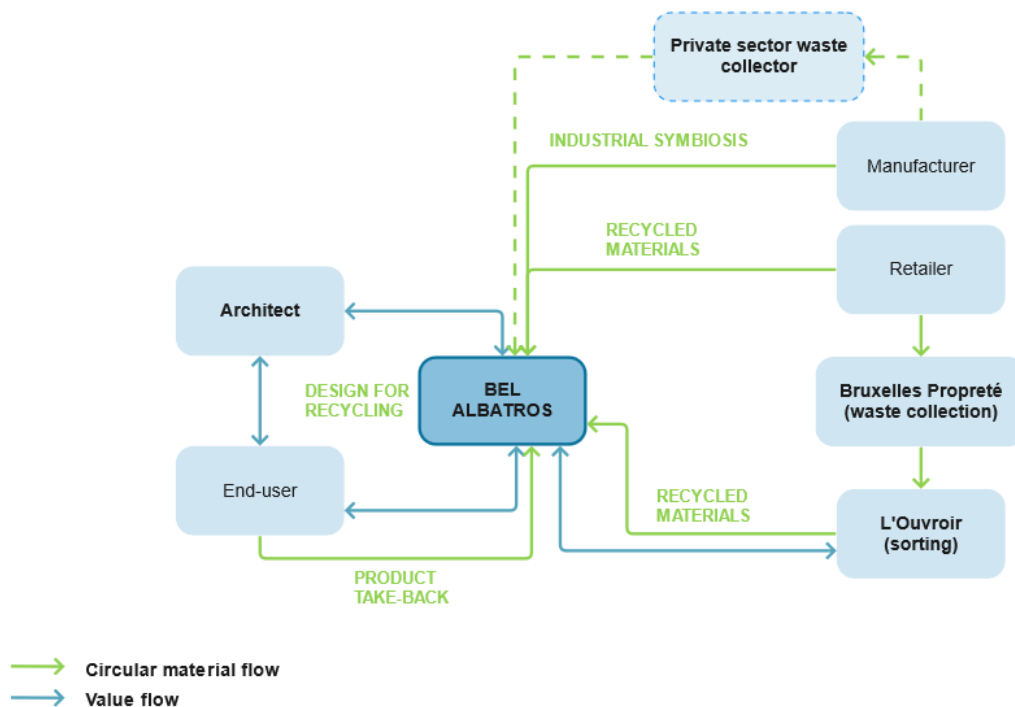 Private sector waste
collector
INDUSTRIAL SYMBIOSIS
Manufacturer
RECYCLED
MATERIALS
Retailer
Architect
DESIGN FOR
RECYCLING
BEL
ALBATROS
Bruxelles Propreté
(waste collection)
End-user
RECYCLED
MATERIALS
L'Ouvroir
(sorting)
PRODUCT
TAKE-BACK
Circular material flow
Value flow